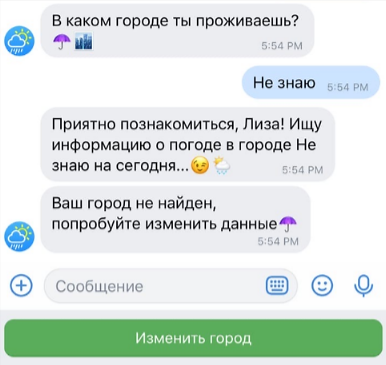 В каком городе ты проживаешь?
☂️🏙️
5:54 PM
Не знаю
5:54 PM
Приятно познакомиться, Лиза! Ищу
информацию о погоде в городе Не
знаю на сегодня...😉🌦️
5:54 PM
Ваш город не найден,
попробуйте изменить данные☂️
5:54 PM
Сообщение
Изменить город